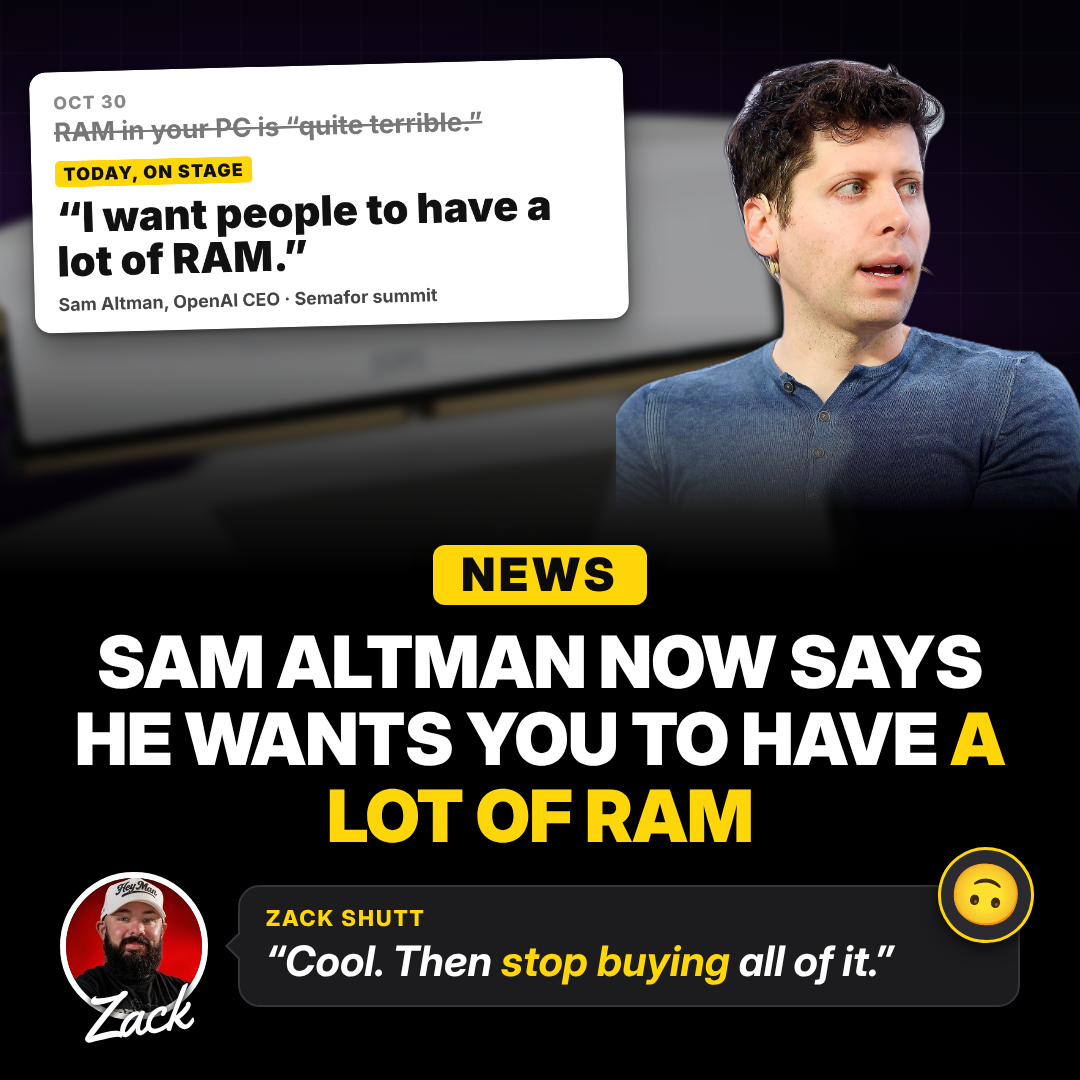 OCT 30
RAM in your PC is “quite terrible.”
TODAY, ON STAGE
“I want people to have a
lot of RAM.”
Sam Altman, OpenAI CEO · Semafor summit
NEWS
SAM ALTMAN NOW SAYS
HE WANTS YOU TO HAVE A
LOT OF RAM
Hey Man
ZACK SHUTT
“Cool. Then stop buying all of it.”
Zack